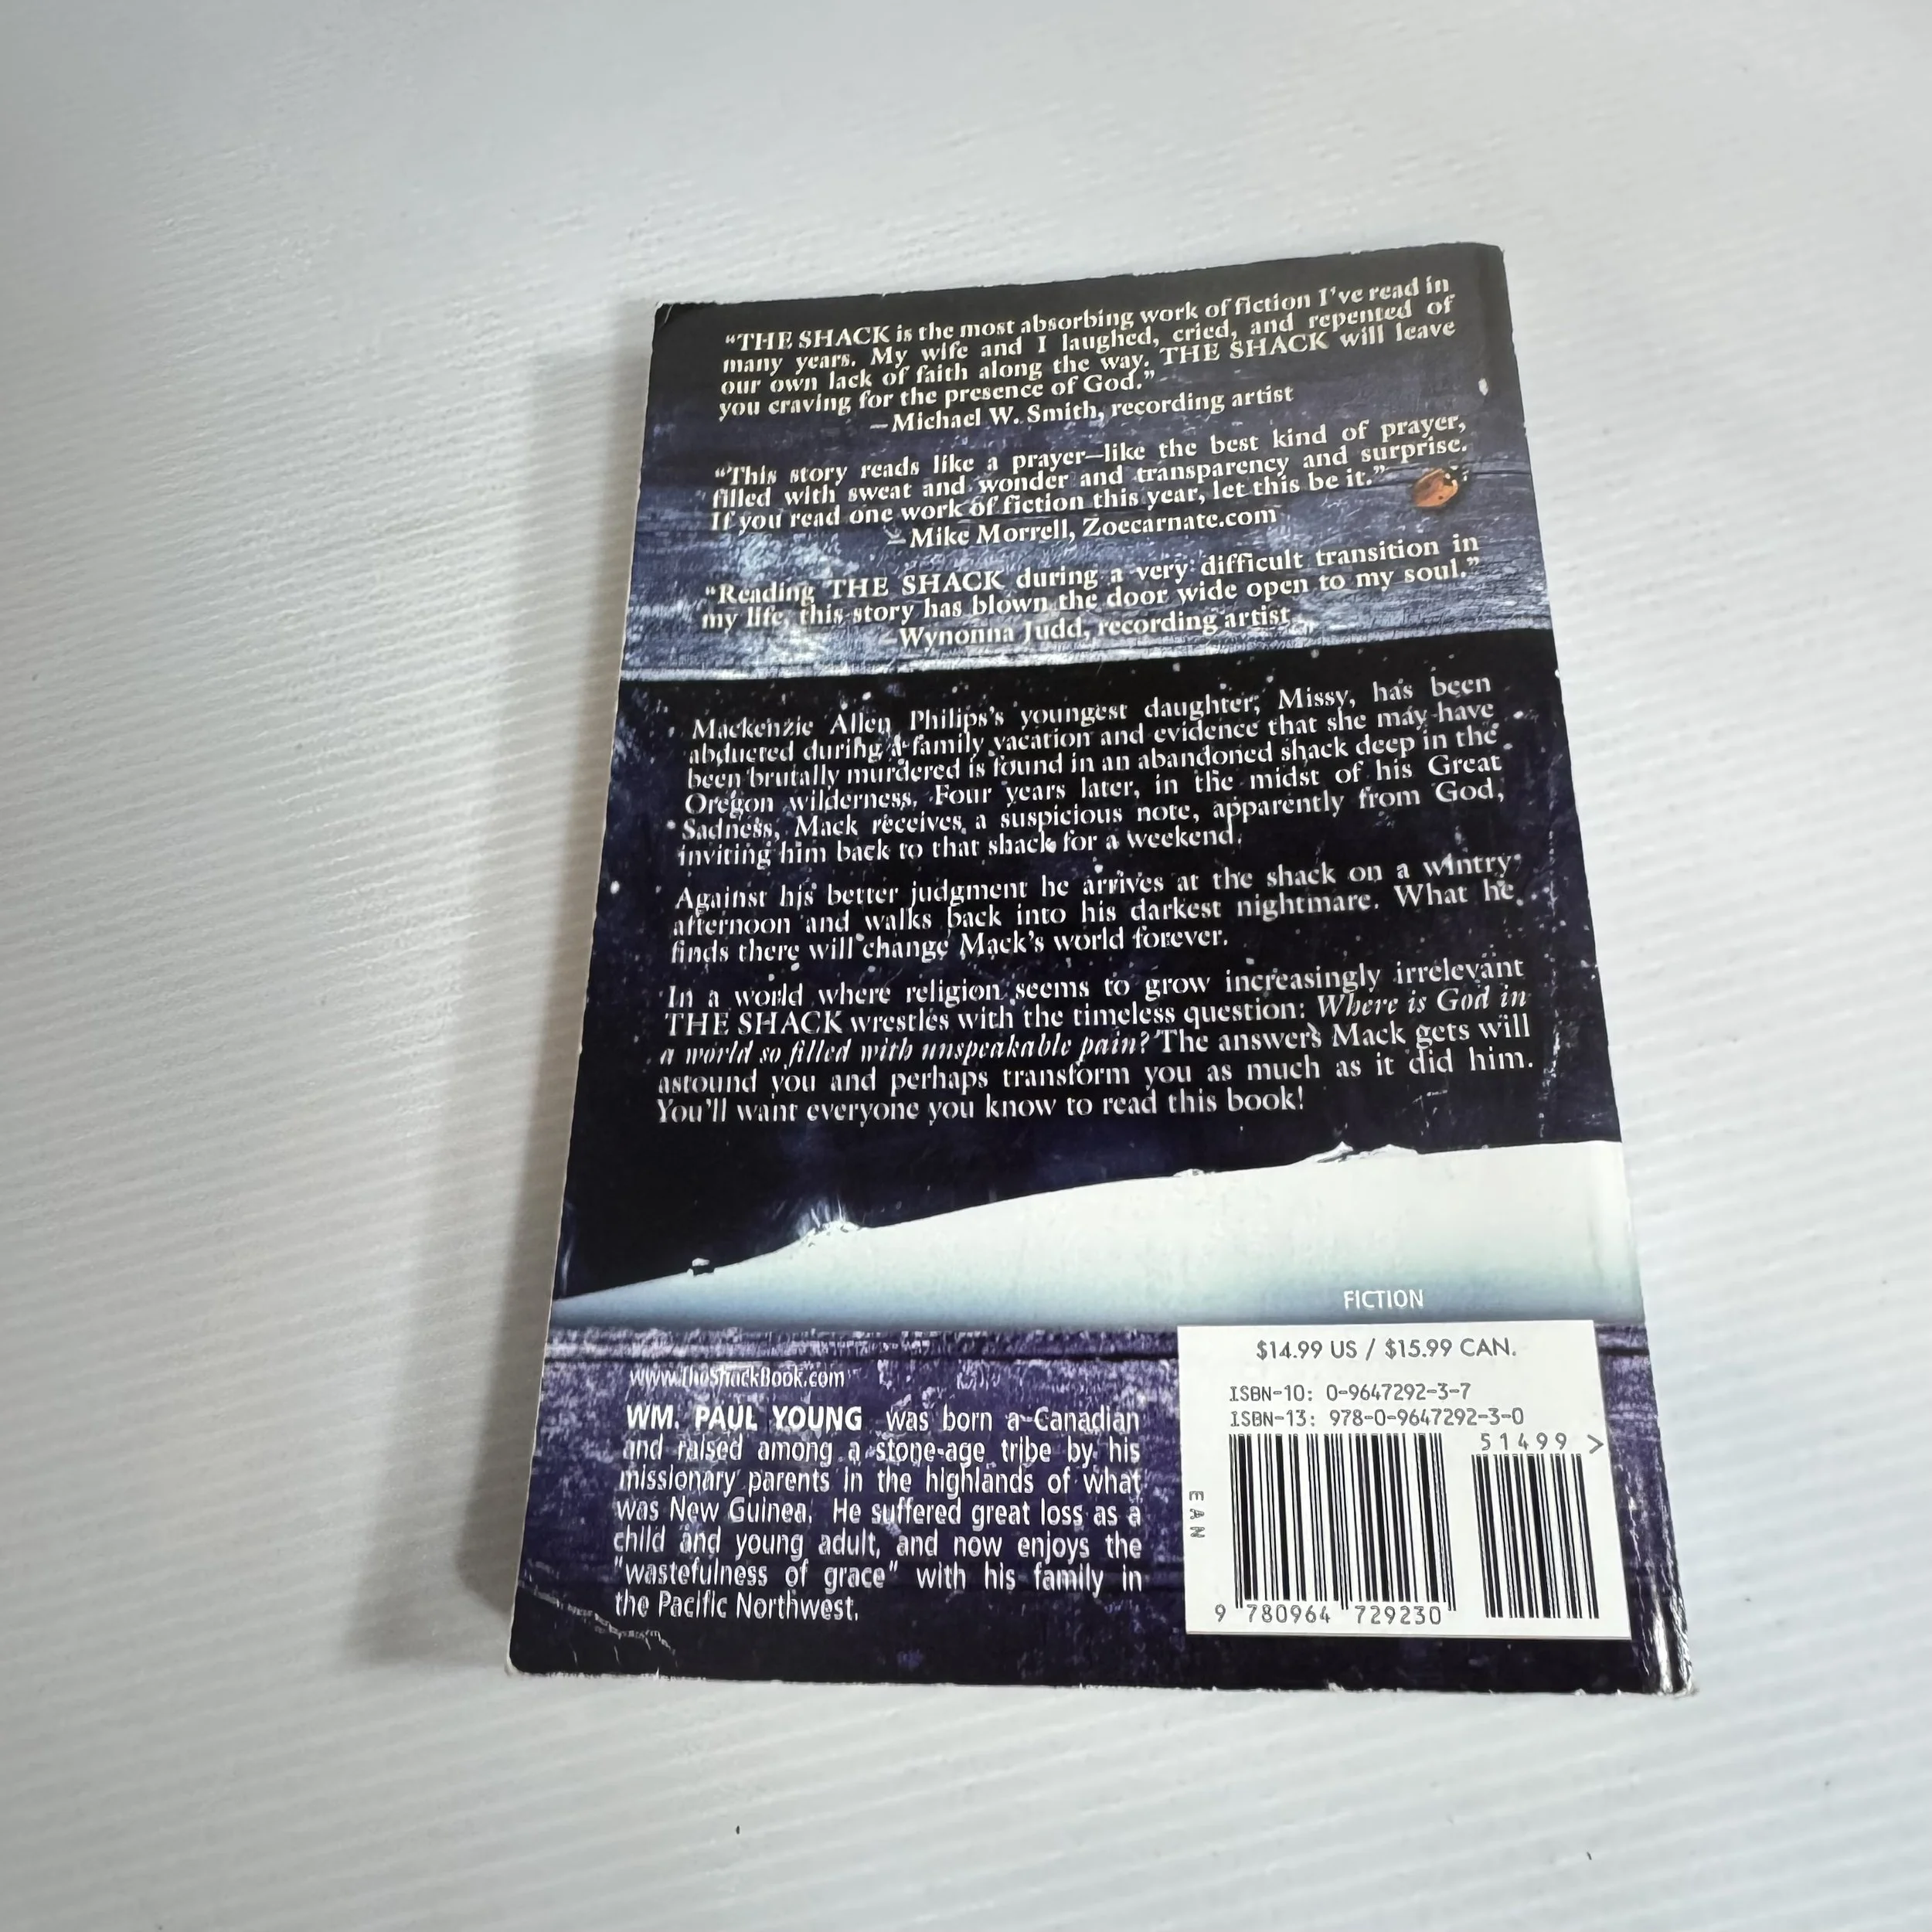 “THE SHACK is the most absorbing work of fiction I’ve read in
many years. My wife and I laughed, cried, and repented of
our own lack of faith along the way. THE SHACK will leave
you craving for the presence of God.”
—Michael W. Smith, recording artist
“This story reads like a prayer—like the best kind of prayer,
filled with sweat and wonder and transparency and surprise.
If you read one work of fiction this year, let this be it.”
—Mike Morrell, Zoecarnate.com
“Reading THE SHACK during a very difficult transition in
my life, this story has blown the door wide open to my soul.”
—Wynonna Judd, recording artist
Mackenzie Allen Philips’s youngest daughter, Missy, has been
abducted during a family vacation and evidence that she may have
been brutally murdered is found in an abandoned shack deep in the
Oregon wilderness. Four years later, in the midst of his Great
Sadness, Mack receives a suspicious note, apparently from God,
inviting him back to that shack for a weekend.
Against his better judgment he arrives at the shack on a wintry
afternoon and walks back into his darkest nightmare. What he
finds there will change Mack’s world forever.
In a world where religion seems to grow increasingly irrelevant
THE SHACK wrestles with the timeless question: Where is God in
a world so filled with unspeakable pain? The answers Mack gets will
astound you and perhaps transform you as much as it did him.
You’ll want everyone you know to read this book!
FICTION
www.TheShackBook.com
WM. PAUL YOUNG was born a Canadian
and raised among a stone-age tribe by his
missionary parents in the highlands of what
was New Guinea. He suffered great loss as a
child and young adult, and now enjoys the
"wastefulness of grace" with his family in
the Pacific Northwest.
$14.99 US / $15.99 CAN.
ISBN-10: 0-9647292-3-7
ISBN-13: 978-0-9647292-3-0
51499 >
EAN
9 780964 729230